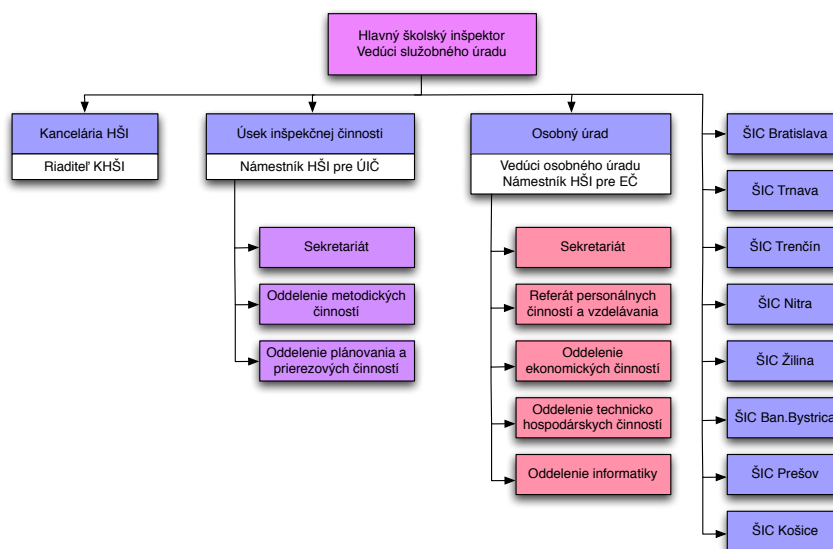 Hlavný školský inšpektor
Vedúci služobného úradu
Kancelária HŠI
Riaditeľ KHŠI
Úsek inšpekčnej činnosti
Námestník HŠI pre ÚIČ
Sekretariát
Oddelenie metodických
činností
Oddelenie plánovania a
prierezových činností
Osobný úrad
Vedúci osobného úradu
Námestník HŠI pre EČ
Sekretariát
Referát personálnych
činností a vzdelávania
Oddelenie
ekonomických činností
Oddelenie technicko
hospodárskych činností
Oddelenie informatiky
ŠIC Bratislava
ŠIC Trnava
ŠIC Trenčín
ŠIC Nitra
ŠIC Žilina
ŠIC Ban.Bystrica
ŠIC Prešov
ŠIC Košice